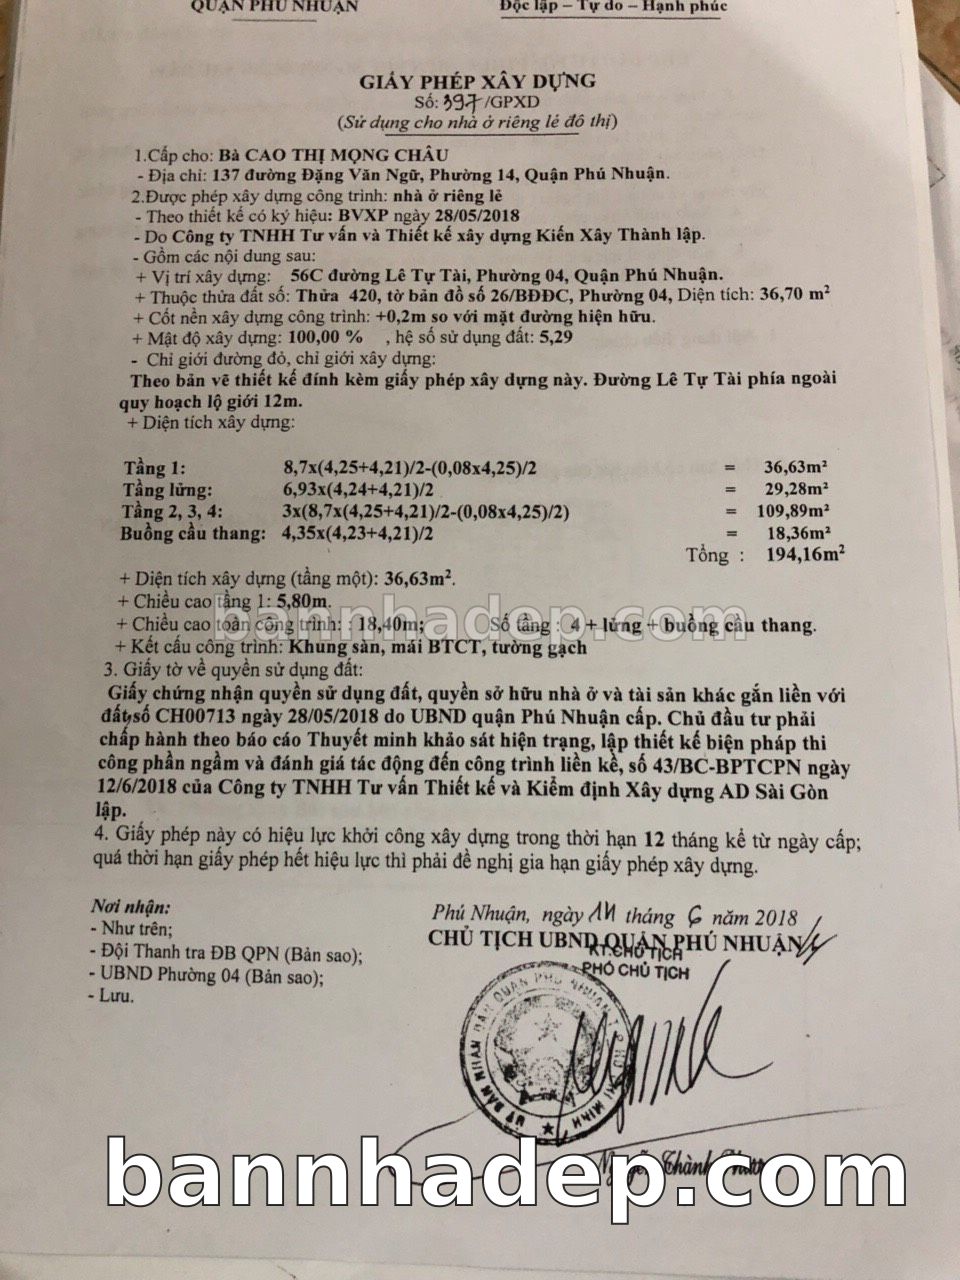 QUẬN PHÚ NHUẬN
Độc lập – Tự do – Hạnh phúc
GIẤY PHÉP XÂY DỰNG
Số: 397/GPXD
(Sử dụng cho nhà ở riêng lẻ đô thị)
1.Cấp cho: Bà CAO THỊ MỌNG CHÂU
- Địa chỉ: 137 đường Đặng Văn Ngữ, Phường 14, Quận Phú Nhuận.
2.Được phép xây dựng công trình: nhà ở riêng lẻ
- Theo thiết kế có ký hiệu: BVXP ngày 28/05/2018
- Do Công ty TNHH Tư vấn và Thiết kế xây dựng Kiến Xây Thành lập.
- Gồm các nội dung sau:
+ Vị trí xây dựng: 56C đường Lê Tự Tài, Phường 04, Quận Phú Nhuận.
+ Thuộc thửa đất số: Thửa 420, tờ bản đồ số 26/BĐĐC, Phường 04, Diện tích: 36,70 m²
+ Cốt nền xây dựng công trình: +0,2m so với mặt đường hiện hữu.
+ Mật độ xây dựng: 100,00 % , hệ số sử dụng đất: 5,29
- Chỉ giới đường đỏ, chỉ giới xây dựng:
Theo bản vẽ thiết kế đính kèm giấy phép xây dựng này. Đường Lê Tự Tài phía ngoài
quy hoạch lộ giới 12m.
+ Diện tích xây dựng:
Tầng 1: 8,7x(4,25+4,21)/2-(0,08x4,25)/2 = 36,63m²
Tầng lửng: 6,93x(4,24+4,21)/2 = 29,28m²
Tầng 2, 3, 4: 3x(8,7x(4,25+4,21)/2-(0,08x4,25)/2) = 109,89m²
Buồng cầu thang: 4,35x(4,23+4,21)/2 = 18,36m²
Tổng : 194,16m²
+ Diện tích xây dựng (tầng một): 36,63m².
+ Chiều cao tầng 1: 5,80m.
bannhadep.com
+ Chiều cao toàn công trình: : 18,40m; Số tầng : 4 + lửng + buồng cầu thang.
+ Kết cấu công trình: Khung sàn, mái BTCT, tường gạch
3. Giấy tờ về quyền sử dụng đất:
Giấy chứng nhận quyền sử dụng đất, quyền sở hữu nhà ở và tài sản khác gắn liền với
đất số CH00713 ngày 28/05/2018 do UBND quận Phú Nhuận cấp. Chủ đầu tư phải
chấp hành theo báo cáo Thuyết minh khảo sát hiện trạng, lập thiết kế biện pháp thi
công phần ngầm và đánh giá tác động đến công trình liền kề, số 43/BC-BPTCPN ngày
12/6/2018 của Công ty TNHH Tư vấn Thiết kế và Kiểm định Xây dựng AD Sài Gòn
lập.
4. Giấy phép này có hiệu lực khởi công xây dựng trong thời hạn 12 tháng kể từ ngày cấp;
quá thời hạn giấy phép hết hiệu lực thì phải đề nghị gia hạn giấy phép xây dựng.
Nơi nhận:
- Như trên;
- Đội Thanh tra ĐB QPN (Bản sao);
- UBND Phường 04 (Bản sao);
- Lưu.
Phú Nhuận, ngày tháng 6 năm 2018
CHỦ TỊCH UBND QUẬN PHÚ NHUẬN
KT.CHỦ TỊCH
PHÓ CHỦ TỊCH
Nguyễn Thành
bannhadep.com